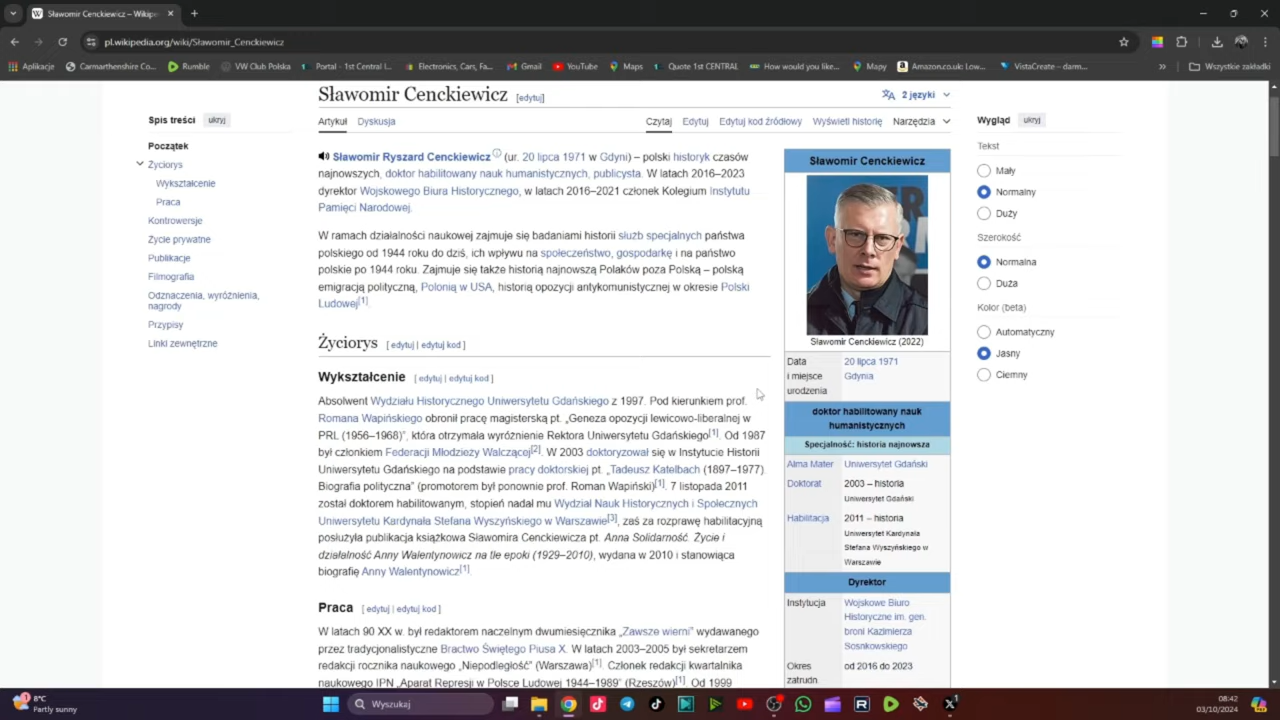 Sławomir Cenckiewicz – Wikipe
pl.wikipedia.org/wiki/Sławomir_Cenckiewicz
Aplikacje
Carmarthenshire Co...
Rumble
VW Club Polska
Portal - 1st Central I...
Electronics, Cars, Fa...
Gmail
YouTube
Maps
Quote 1st CENTRAL
How would you like...
Mapy
Amazon.co.uk: Low...
VistaCreate – darm...
»
Wszystkie zakładki
Sławomir Cenckiewicz [edytuj]
2 języki
Artykuł Dyskusja
Czytaj Edytuj Edytuj kod źródłowy Wyświetl historię Narzędzia
Spis treści ukryj
Początek
Życiorys
Wykształcenie
Praca
Kontrowersje
Życie prywatne
Publikacje
Filmografia
Odznaczenia, wyróżnienia,
nagrody
Przypisy
Linki zewnętrzne
Sławomir Ryszard Cenckiewicz (ur. 20 lipca 1971 w Gdyni) – polski historyk czasów
najnowszych, doktor habilitowany nauk humanistycznych, publicysta. W latach 2016–2023
dyrektor Wojskowego Biura Historycznego, w latach 2016–2021 członek Kolegium Instytutu
Pamięci Narodowej.
W ramach działalności naukowej zajmuje się badaniami historii służb specjalnych państwa
polskiego od 1944 roku do dziś, ich wpływu na społeczeństwo, gospodarkę i na państwo
polskie po 1944 roku. Zajmuje się także historią najnowszą Polaków poza Polską – polską
emigracją polityczną, Polonią w USA, historią opozycji antykomunistycznej w okresie Polski
Ludowej[1].
Życiorys [ edytuj | edytuj kod ]
Wykształcenie [ edytuj | edytuj kod ]
Absolwent Wydziału Historycznego Uniwersytetu Gdańskiego z 1997. Pod kierunkiem prof.
Romana Wapińskiego obronił pracę magisterską pt. „Geneza opozycji lewicowo-liberalnej w
PRL (1956–1968)”, która otrzymała wyróżnienie Rektora Uniwersytetu Gdańskiego[1]. Od 1987
był członkiem Federacji Młodzieży Walczącej[2]. W 2003 doktoryzował się w Instytucie Historii
Uniwersytetu Gdańskiego na podstawie pracy doktorskiej pt. „Tadeusz Katelbach (1897–1977).
Biografia polityczna” (promotorem był ponownie prof. Roman Wapiński)[1]. 7 listopada 2011
został doktorem habilitowanym, stopień nadał mu Wydział Nauk Historycznych i Społecznych
Uniwersytetu Kardynała Stefana Wyszyńskiego w Warszawie[3], zaś za rozprawę habilitacyjną
posłużyła publikacja książkowa Sławomira Cenckiewicza pt. Anna Solidarność. Życie i
działalność Anny Walentynowicz na tle epoki (1929–2010), wydana w 2010 i stanowiąca
biografię Anny Walentynowicz[1].
Praca [ edytuj | edytuj kod ]
W latach 90 XX w. był redaktorem naczelnym dwumiesięcznika „Zawsze wierni” wydawanego
przez tradycjonalistyczne Bractwo Świętego Piusa X. W latach 2003–2005 był sekretarzem
redakcji rocznika naukowego „Niepodległość” (Warszawa)[1]. Członek redakcji kwartalnika
naukowego IPN „Aparat Represji w Polsce Ludowej 1944–1989” (Rzeszów)[1]. Od 1999
Sławomir Cenckiewicz
Sławomir Cenckiewicz (2022)
Data
i miejsce
urodzenia
20 lipca 1971
Gdynia
doktor habilitowany nauk
humanistycznych
Specjalność: historia najnowsza
Alma Mater Uniwersytet Gdański
Doktorat 2003 – historia
Uniwersytet Gdański
Habilitacja 2011 – historia
Uniwersytet Kardynała
Stefana Wyszyńskiego w
Warszawie
Dyrektor
Instytucja Wojskowe Biuro
Historyczne im. gen.
broni Kazimierza
Sosnkowskiego
Okres
zatrudn.
od 2016 do 2023
Wygląd ukryj
Tekst
Mały
Normalny
Duży
Szerokość
Normalna
Duża
Kolor (beta)
Automatyczny
Jasny
Ciemny
1
8°C
Partly sunny
Wyszukaj
1
08:42
03/10/2024